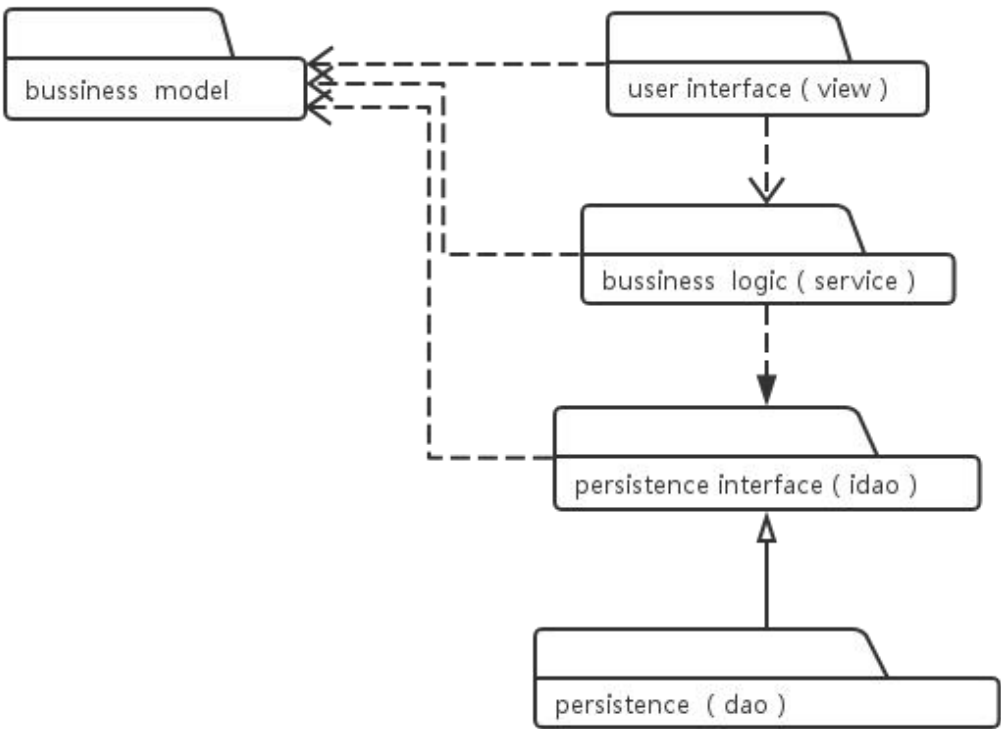 bussiness model
user interface ( view )
bussiness logic ( service )
persistence interface ( idao )
persistence ( dao )